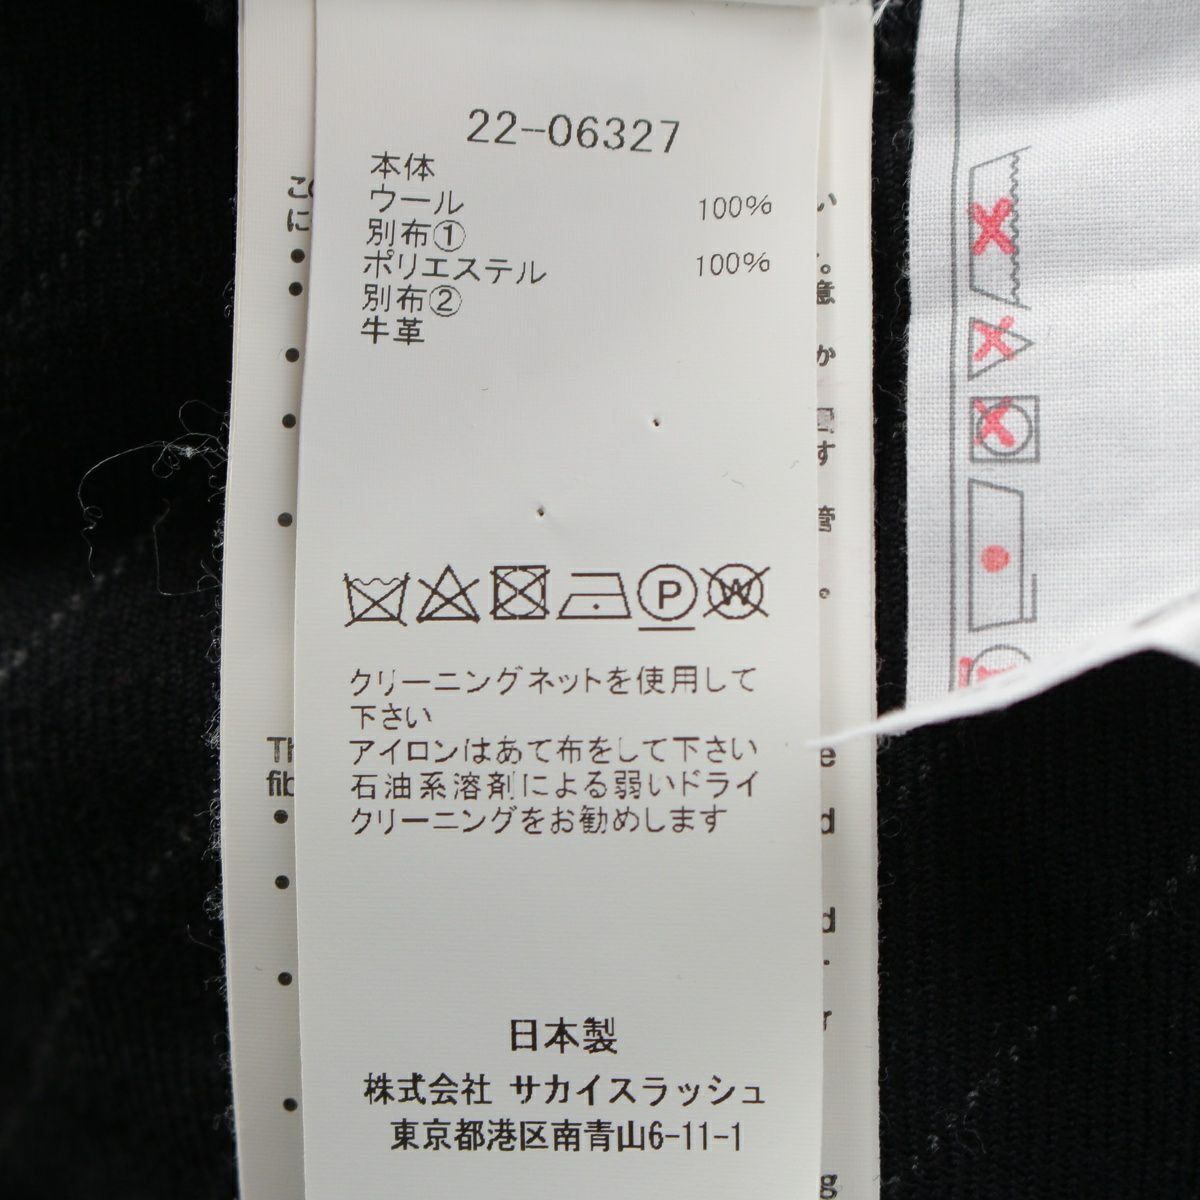 22-06327
本体
ウール 100%
別布①
ポリエステル 100%
別布②
牛革
P W
クリーニングネットを使用して
下さい
アイロンはあて布をして下さい
石油系溶剤による弱いドライ
クリーニングをお勧めします
日本製
株式会社 サカイスラッシュ
東京都港区南青山6-11-1